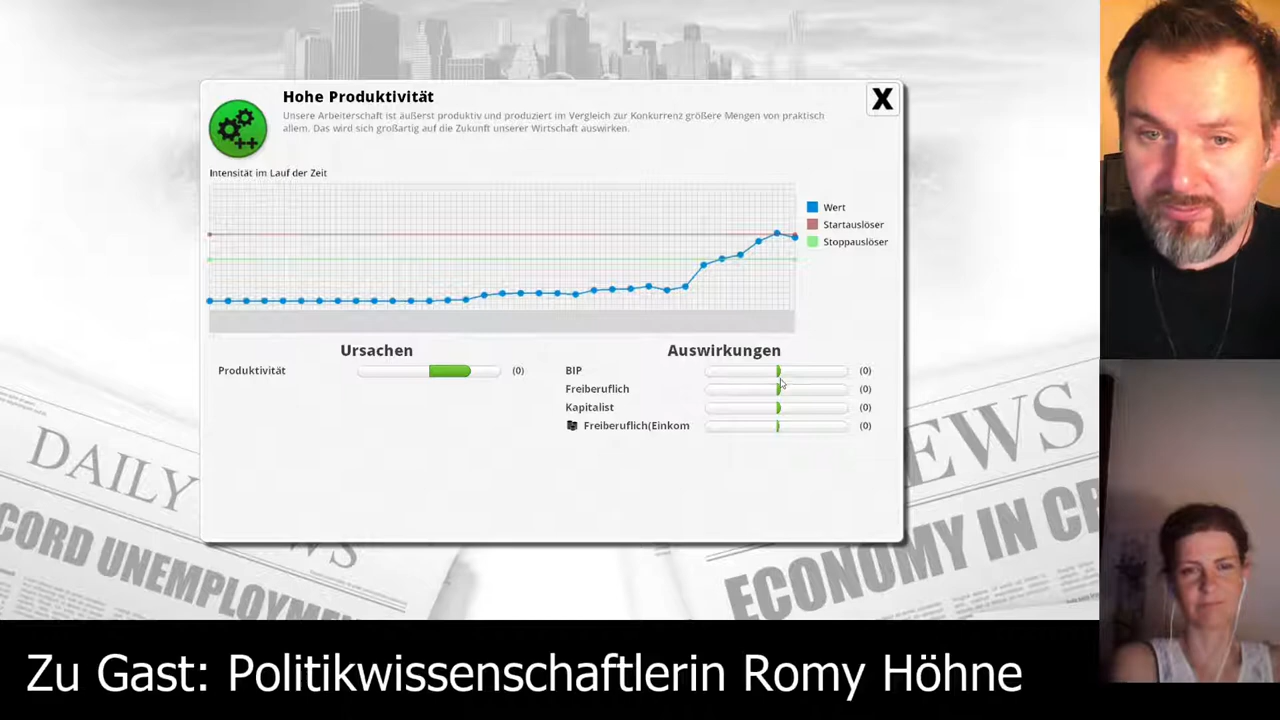 Hohe Produktivität
Unsere Arbeiterschaft ist äußerst produktiv und produziert im Vergleich zur Konkurrenz größere Mengen von praktisch
allem. Das wird sich großartig auf die Zukunft unserer Wirtschaft auswirken.
X
Intensität im Lauf der Zeit
Wert
Startauslöser
Stoppauslöser
Ursachen
Produktivität (0)
Auswirkungen
BIP (0)
Freiberuflich (0)
Kapitalist (0)
Freiberuflich(Einkom (0)
DAILY
NEWS
CORD UNEMPLOYME
ECONOMY IN CR
Zu Gast: Politikwissenschaftlerin Romy Höhne